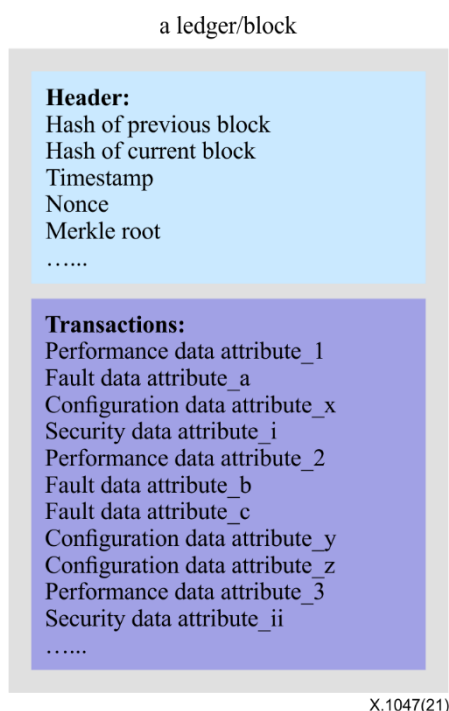 a ledger/block
Header:
Hash of previous block
Hash of current block
Timestamp
Nonce
Merkle root
…...
Transactions:
Performance data attribute_1
Fault data attribute_a
Configuration data attribute_x
Security data attribute_i
Performance data attribute_2
Fault data attribute_b
Fault data attribute_c
Configuration data attribute_y
Configuration data attribute_z
Performance data attribute_3
Security data attribute_ii
…...
X.1047(21)